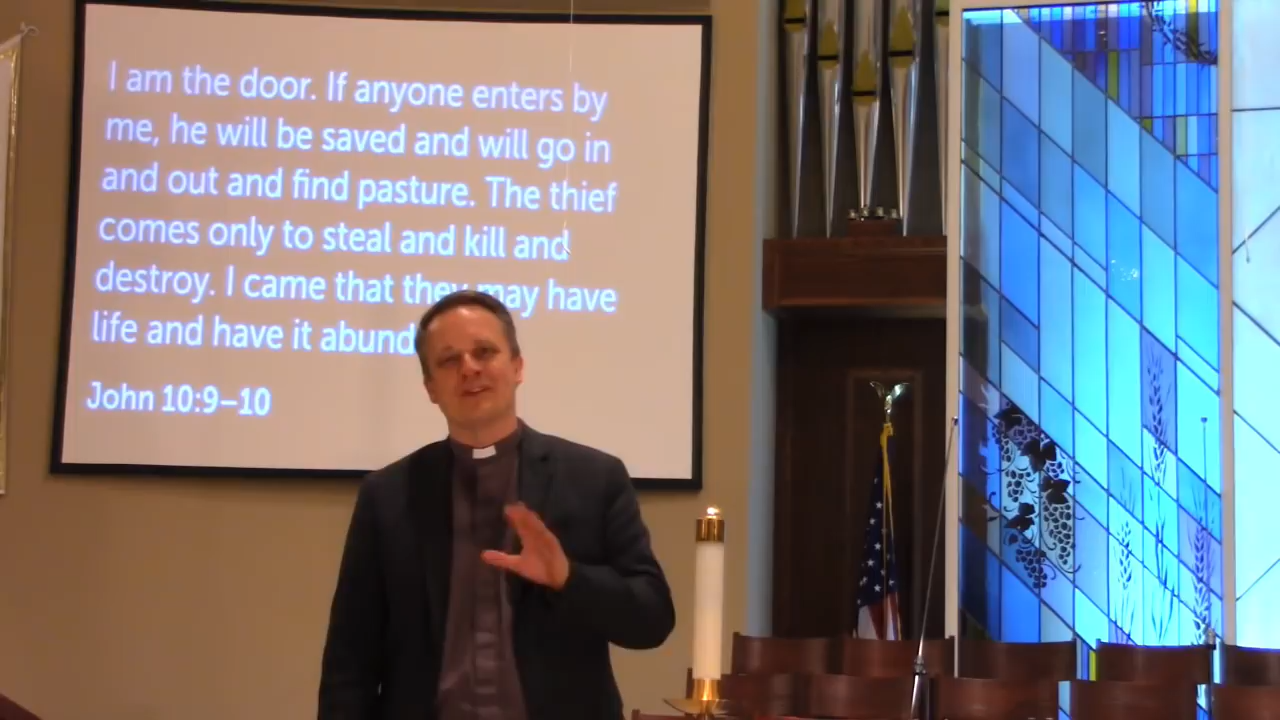 I am the door. If anyone enters by
me, he will be saved and will go in
and out and find pasture. The thief
comes only to steal and kill and
destroy. I came that they may have
life and have it abund
John 10:9–10